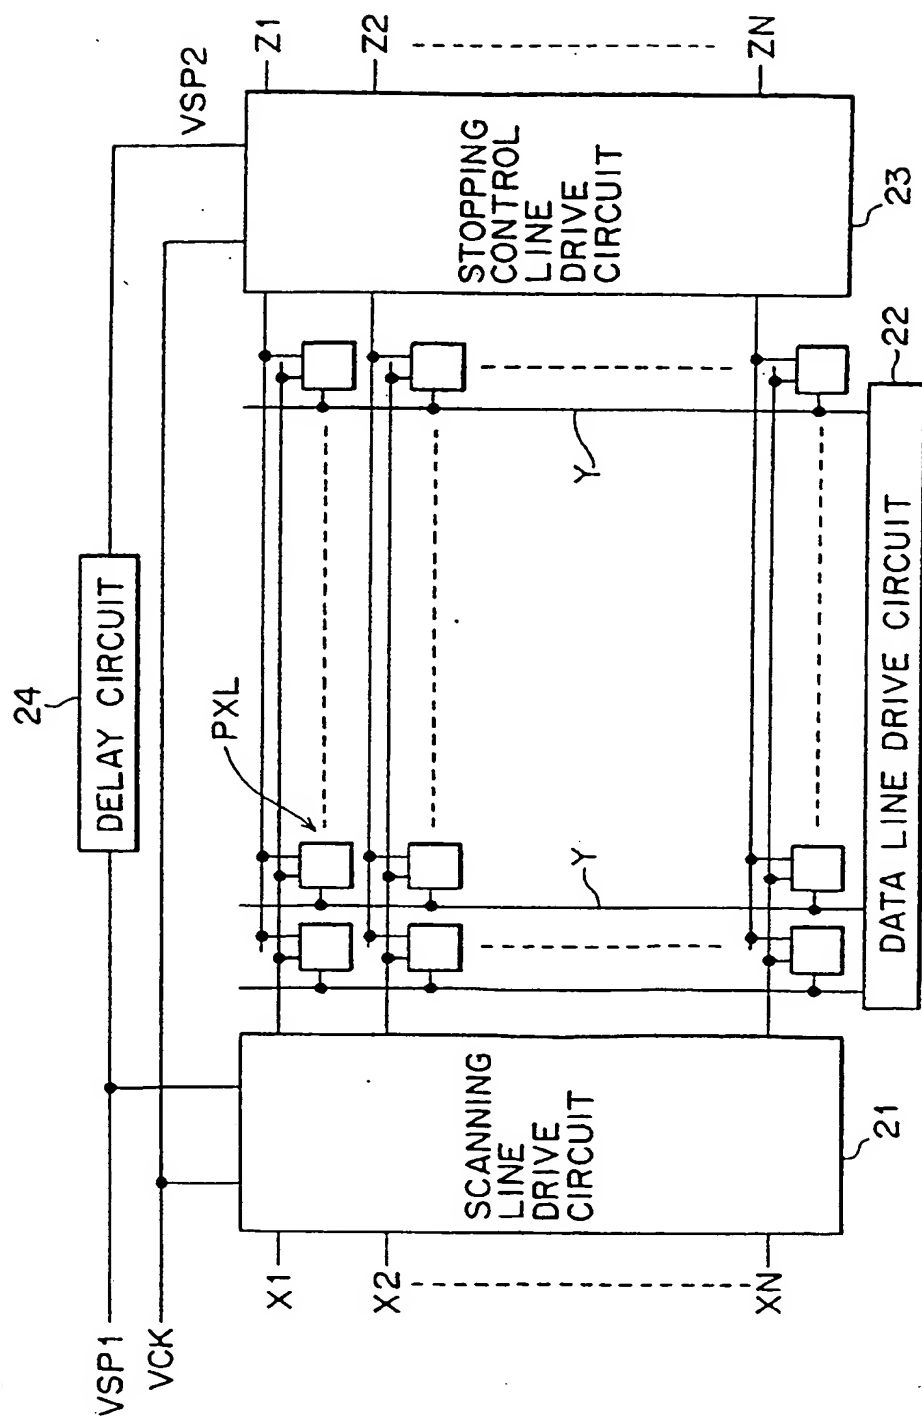 24
DELAY CIRCUIT
VSP1
VCK
VSP2
PXL
X1
X2
XN
SCANNING
LINE
DRIVE
CIRCUIT
21
Y
Y
STOPPING
CONTROL
LINE
DRIVE
CIRCUIT
23
Z1
Z2
ZN
DATA LINE DRIVE CIRCUIT
22